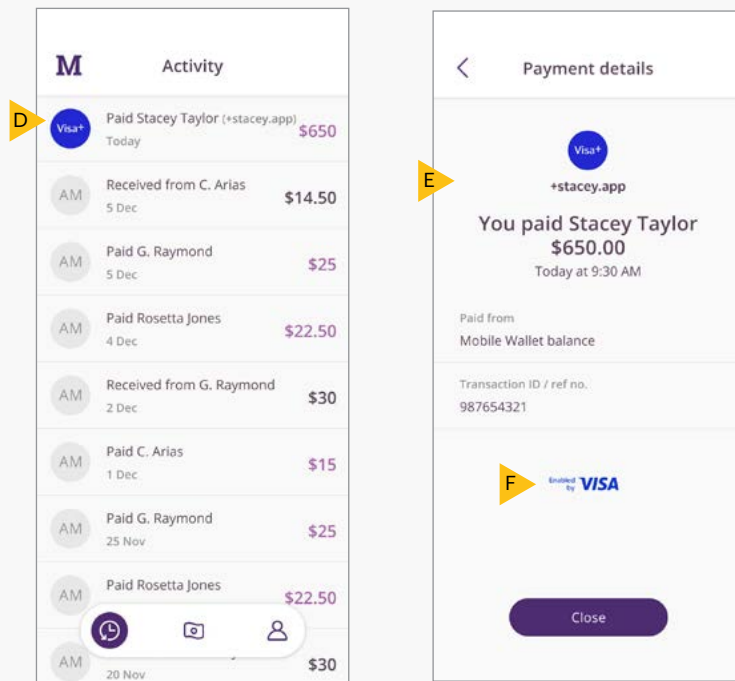 M
Activity
D
Visa+
Paid Stacey Taylor (+stacey.app)
$650
Today
AM
Received from C. Arias
$14.50
5 Dec
AM
Paid G. Raymond
$25
5 Dec
AM
Paid Rosetta Jones
$22.50
4 Dec
AM
Received from G. Raymond
$30
2 Dec
AM
Paid C. Arias
$15
1 Dec
AM
Paid G. Raymond
$25
25 Nov
AM
Paid Rosetta Jones
$22.50
AM
$30
20 Nov
Payment details
Visa+
E
+stacey.app
You paid Stacey Taylor
$650.00
Today at 9:30 AM
Paid from
Mobile Wallet balance
Transaction ID / ref no.
987654321
F
Enabled
by VISA
Close